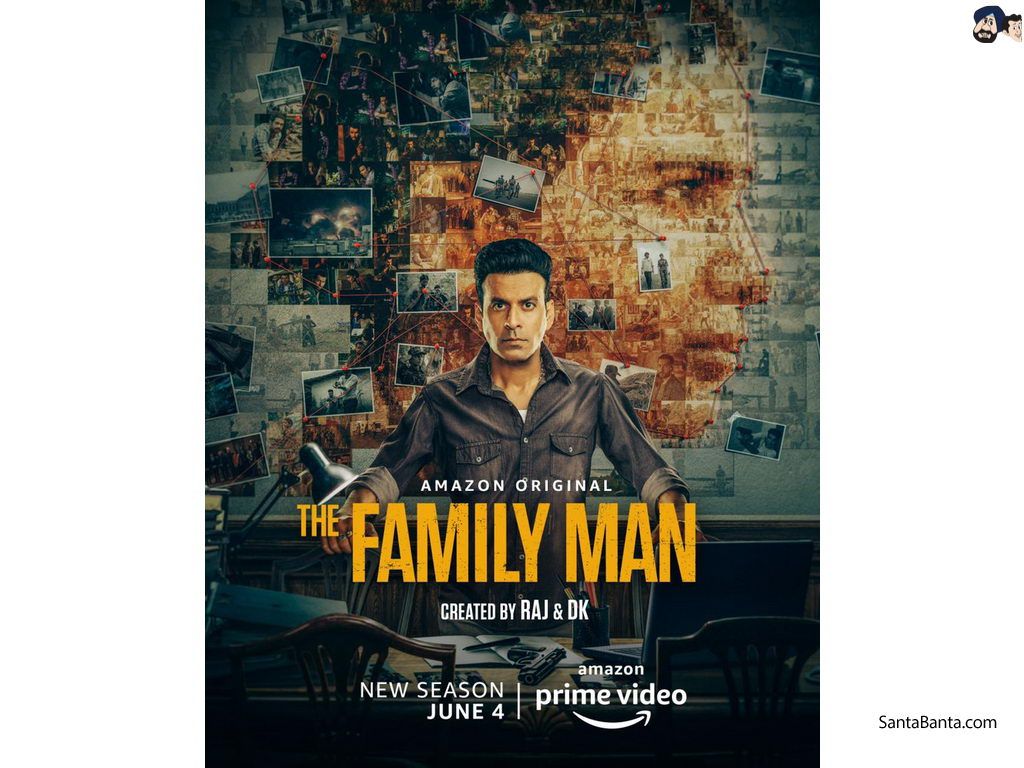 AMAZON ORIGINAL
THE FAMILY MAN
CREATED BY RAJ & DK
NEW SEASON
JUNE 4
amazon
prime video
SantaBanta.com